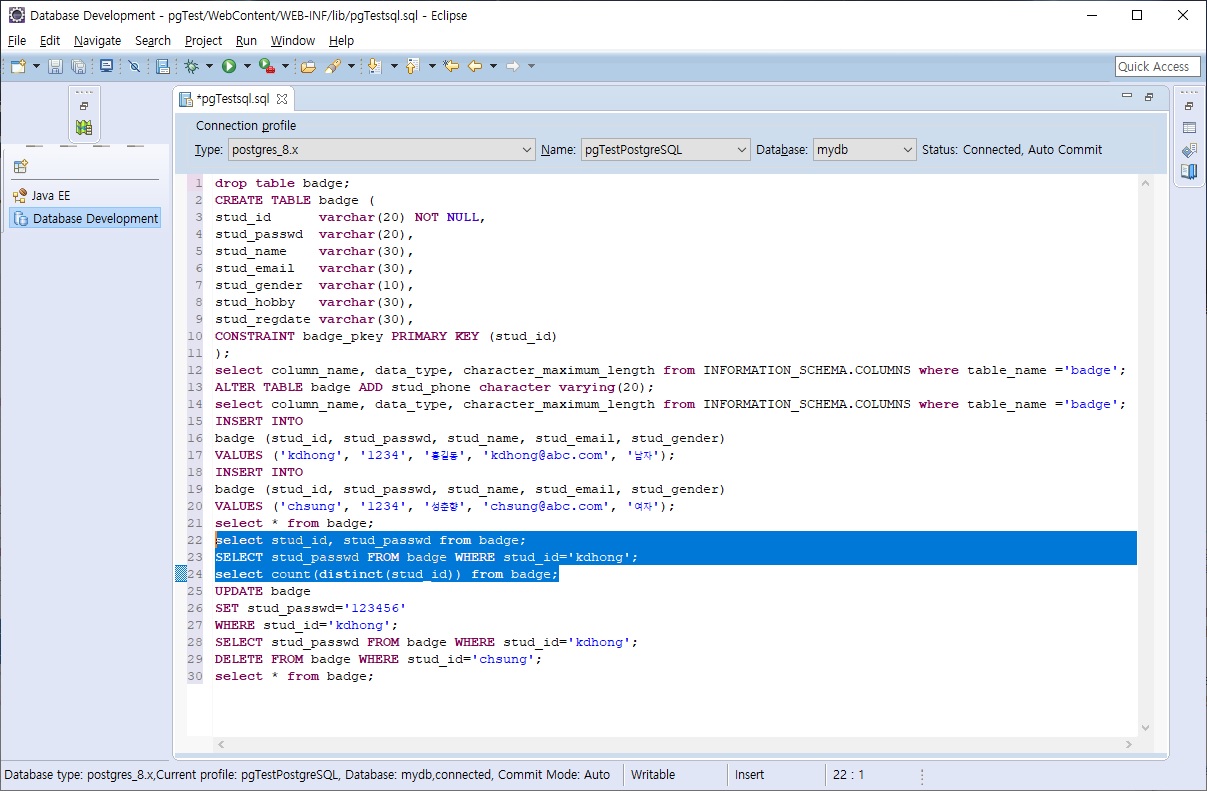 Database Development - pgTest/WebContent/WEB-INF/lib/pgTestsql.sql - Eclipse
File Edit Navigate Search Project Run Window Help
Quick Access
*pgTestsql.sql
Connection profile
Type: postgres_8.x Name: pgTestPostgreSQL Database: mydb Status: Connected, Auto Commit
Java EE
Database Development
1 drop table badge;
2 CREATE TABLE badge (
3 stud_id      varchar(20) NOT NULL,
4 stud_passwd  varchar(20),
5 stud_name    varchar(30),
6 stud_email   varchar(30),
7 stud_gender  varchar(10),
8 stud_hobby   varchar(30),
9 stud_regdate varchar(30),
10 CONSTRAINT badge_pkey PRIMARY KEY (stud_id)
11 );
12 select column_name, data_type, character_maximum_length from INFORMATION_SCHEMA.COLUMNS where table_name ='badge';
13 ALTER TABLE badge ADD stud_phone character varying(20);
14 select column_name, data_type, character_maximum_length from INFORMATION_SCHEMA.COLUMNS where table_name ='badge';
15 INSERT INTO
16 badge (stud_id, stud_passwd, stud_name, stud_email, stud_gender)
17 VALUES ('kdhong', '1234', '홍길동', 'kdhong@abc.com', '남자');
18 INSERT INTO
19 badge (stud_id, stud_passwd, stud_name, stud_email, stud_gender)
20 VALUES ('chsung', '1234', '성춘향', 'chsung@abc.com', '여자');
21 select * from badge;
22 select stud_id, stud_passwd from badge;
23 SELECT stud_passwd FROM badge WHERE stud_id='kdhong';
24 select count(distinct(stud_id)) from badge;
25 UPDATE badge
26 SET stud_passwd='123456'
27 WHERE stud_id='kdhong';
28 SELECT stud_passwd FROM badge WHERE stud_id='kdhong';
29 DELETE FROM badge WHERE stud_id='chsung';
30 select * from badge;
Database type: postgres_8.x,Current profile: pgTestPostgreSQL, Database: mydb,connected, Commit Mode: Auto Writable Insert 22 : 1